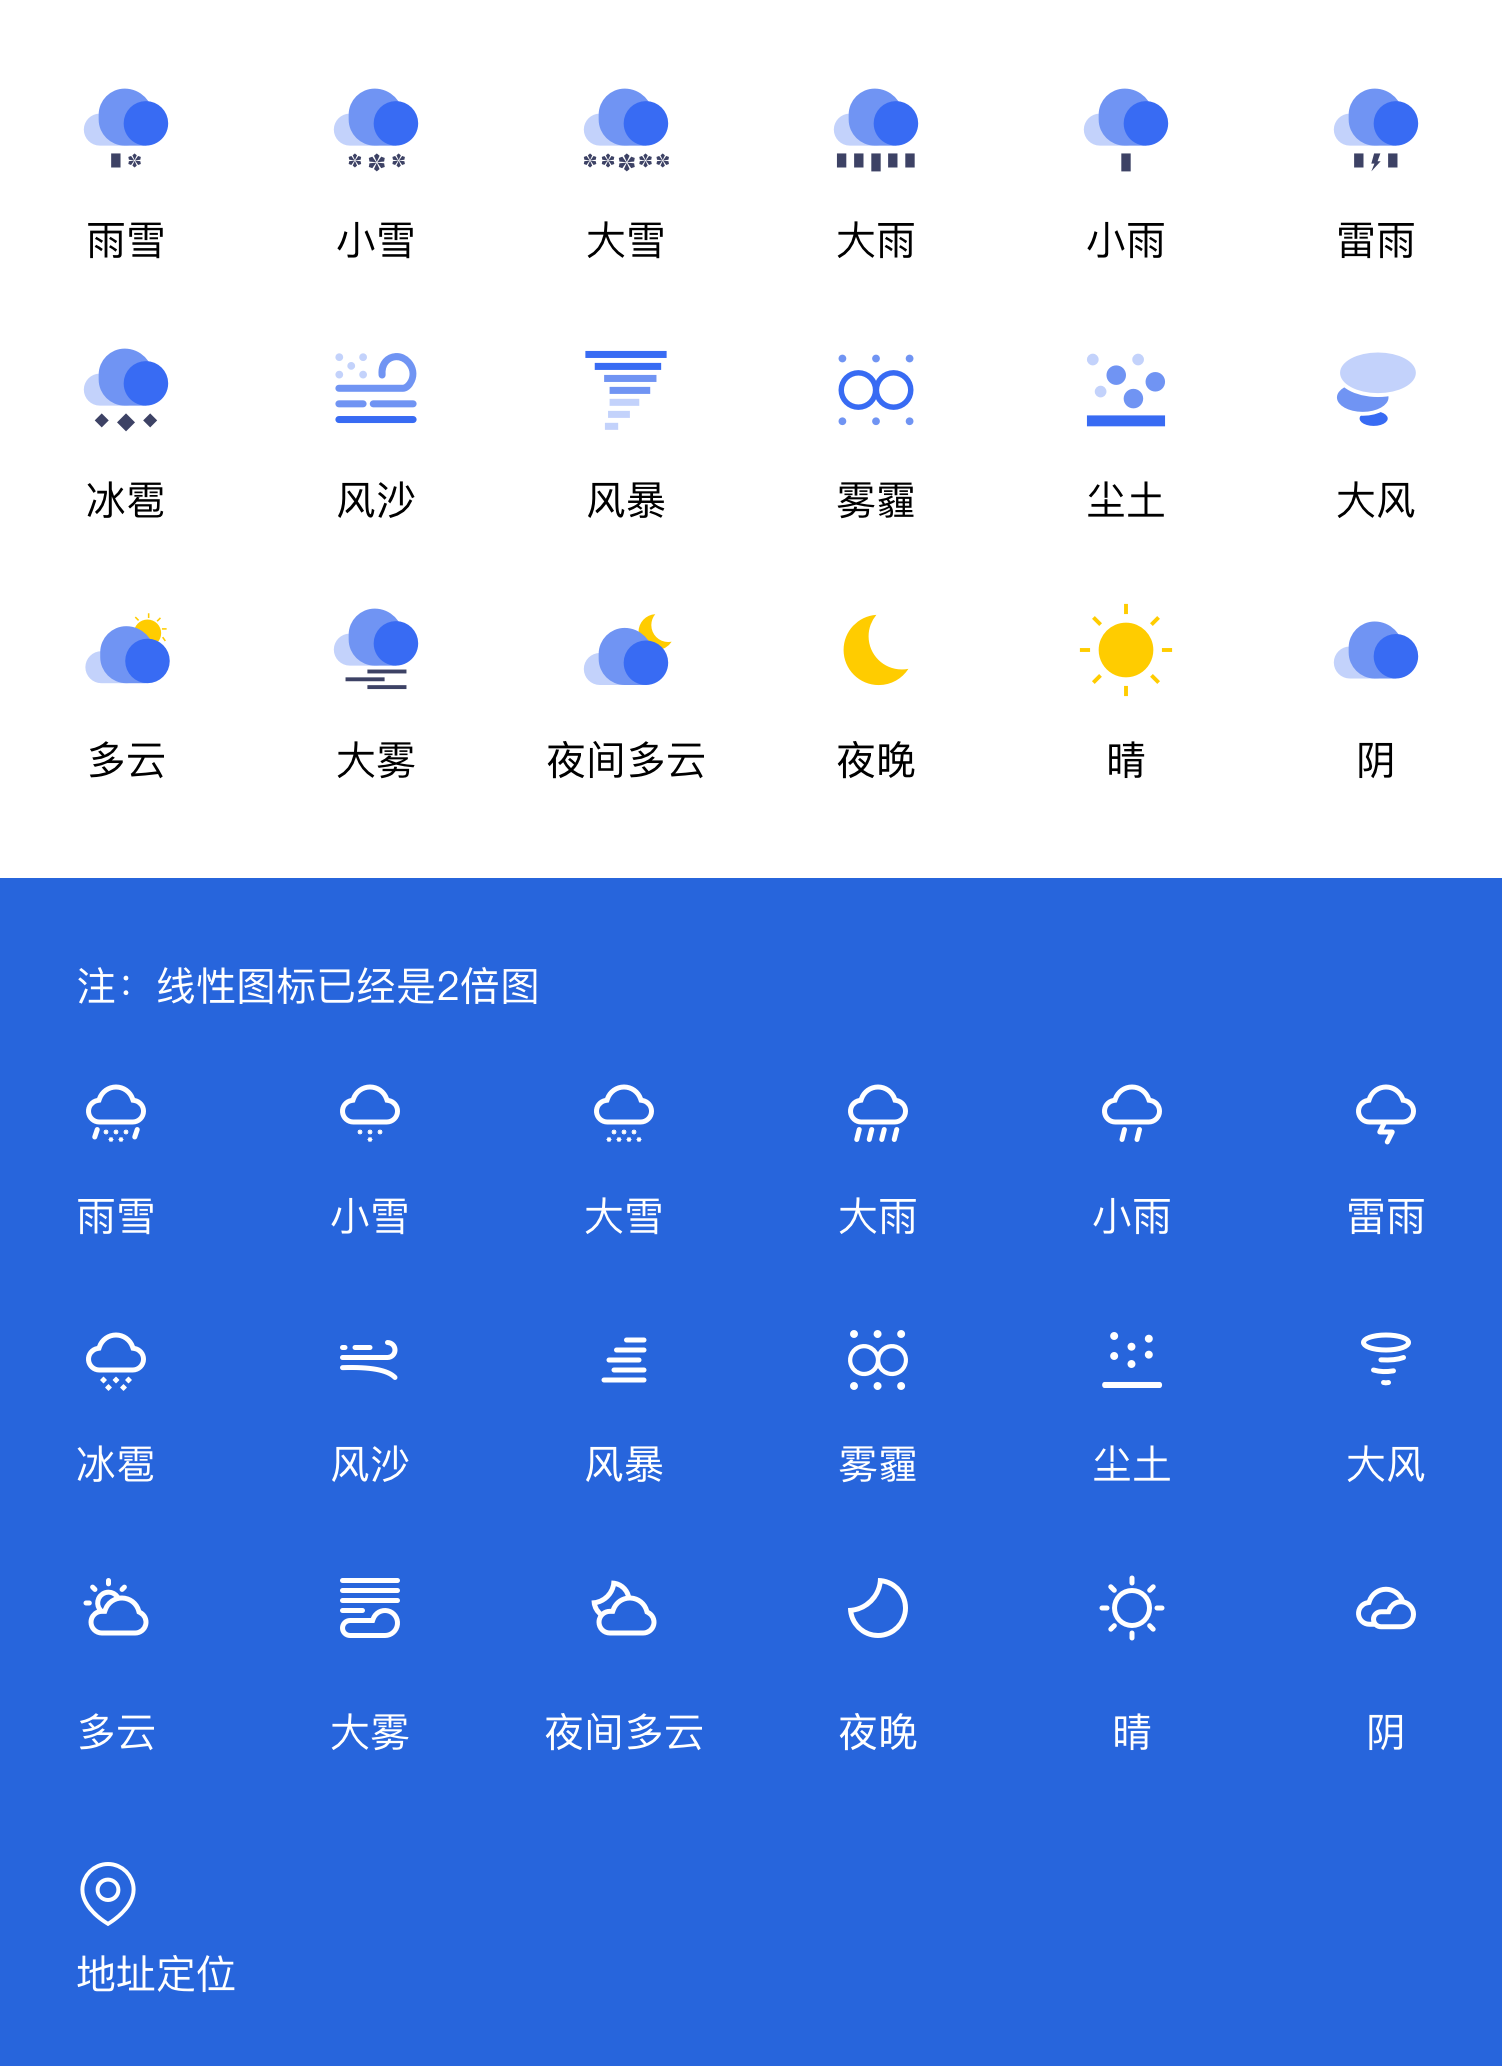 雨雪 小雪 大雪 大雨 小雨 雷雨
冰雹 风沙 风暴 雾霾 尘土 大风
多云 大雾 夜间多云 夜晚 晴 阴
注：线性图标已经是2倍图
雨雪 小雪 大雪 大雨 小雨 雷雨
冰雹 风沙 风暴 雾霾 尘土 大风
多云 大雾 夜间多云 夜晚 晴 阴
地址定位